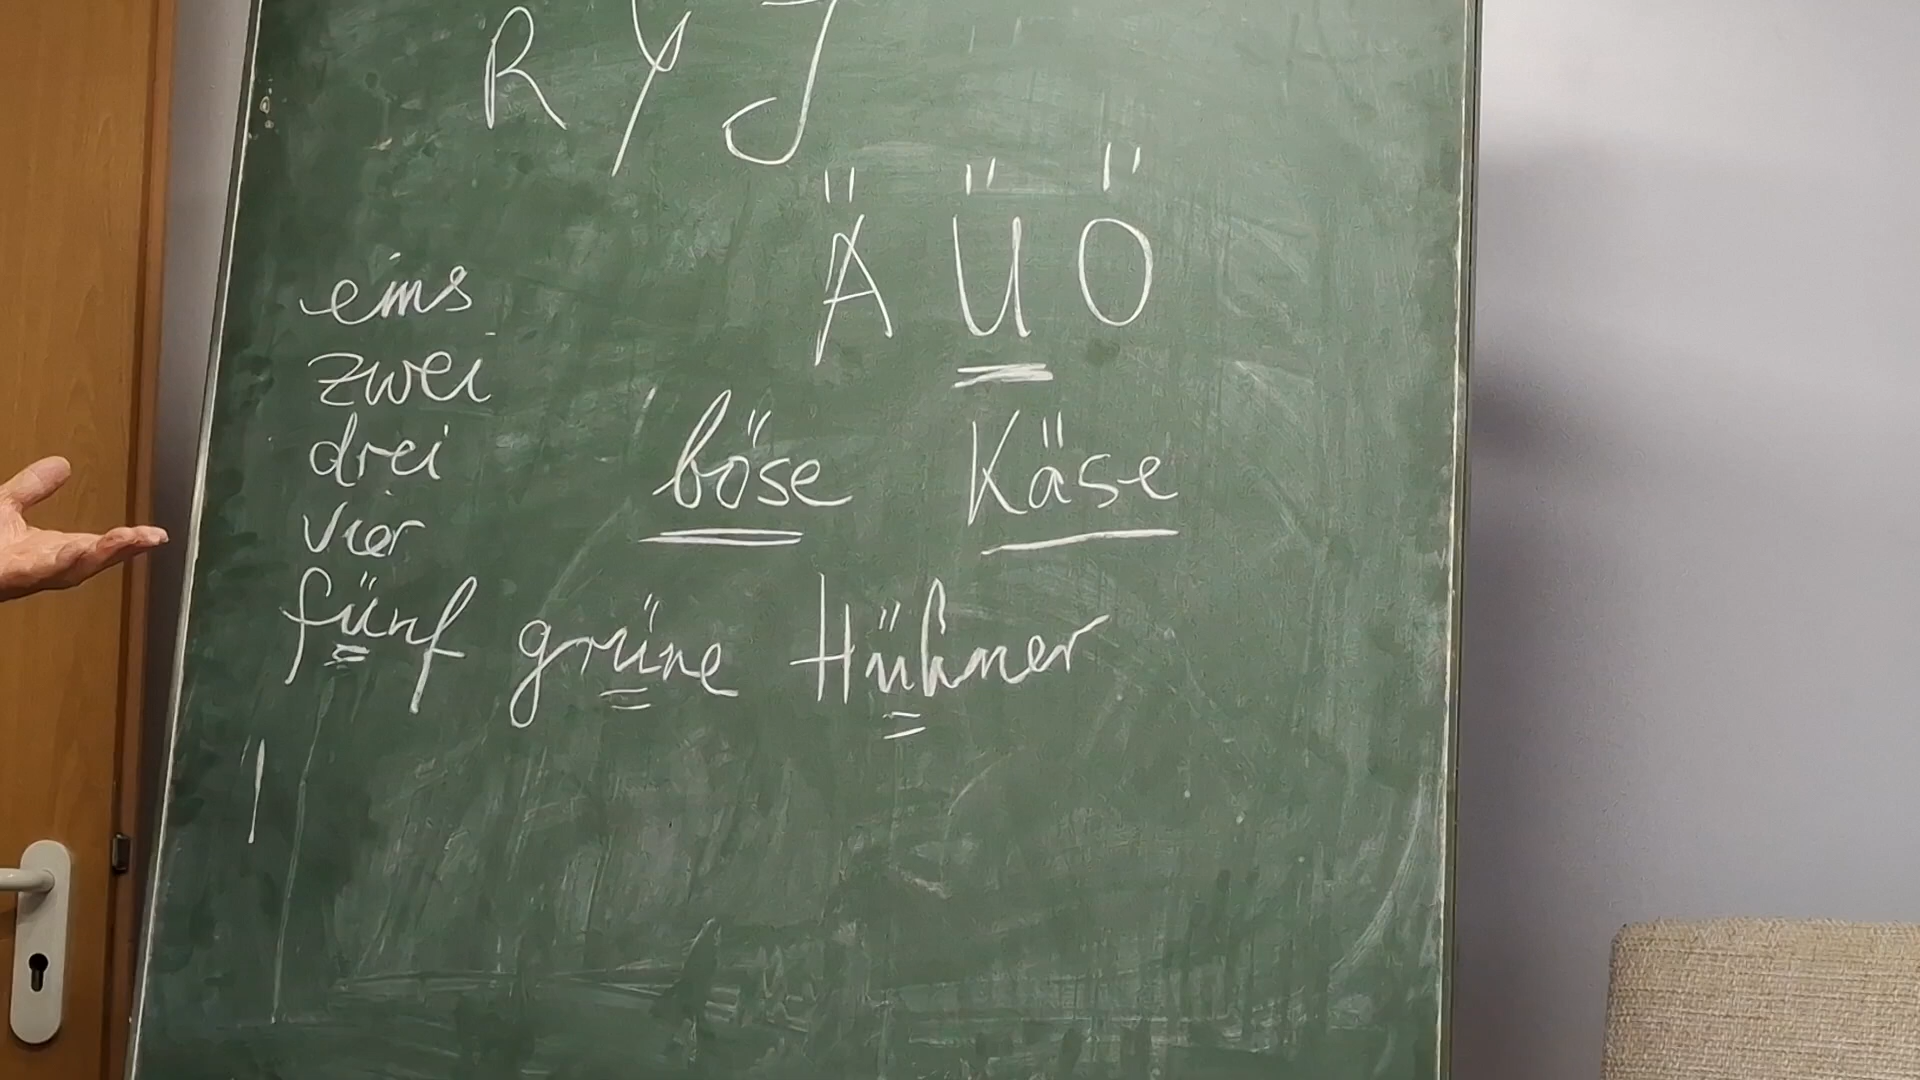 R Y J
Ä Ü Ö
eins
zwei
drei
vier
böse Käse
fünf grüne Hühner